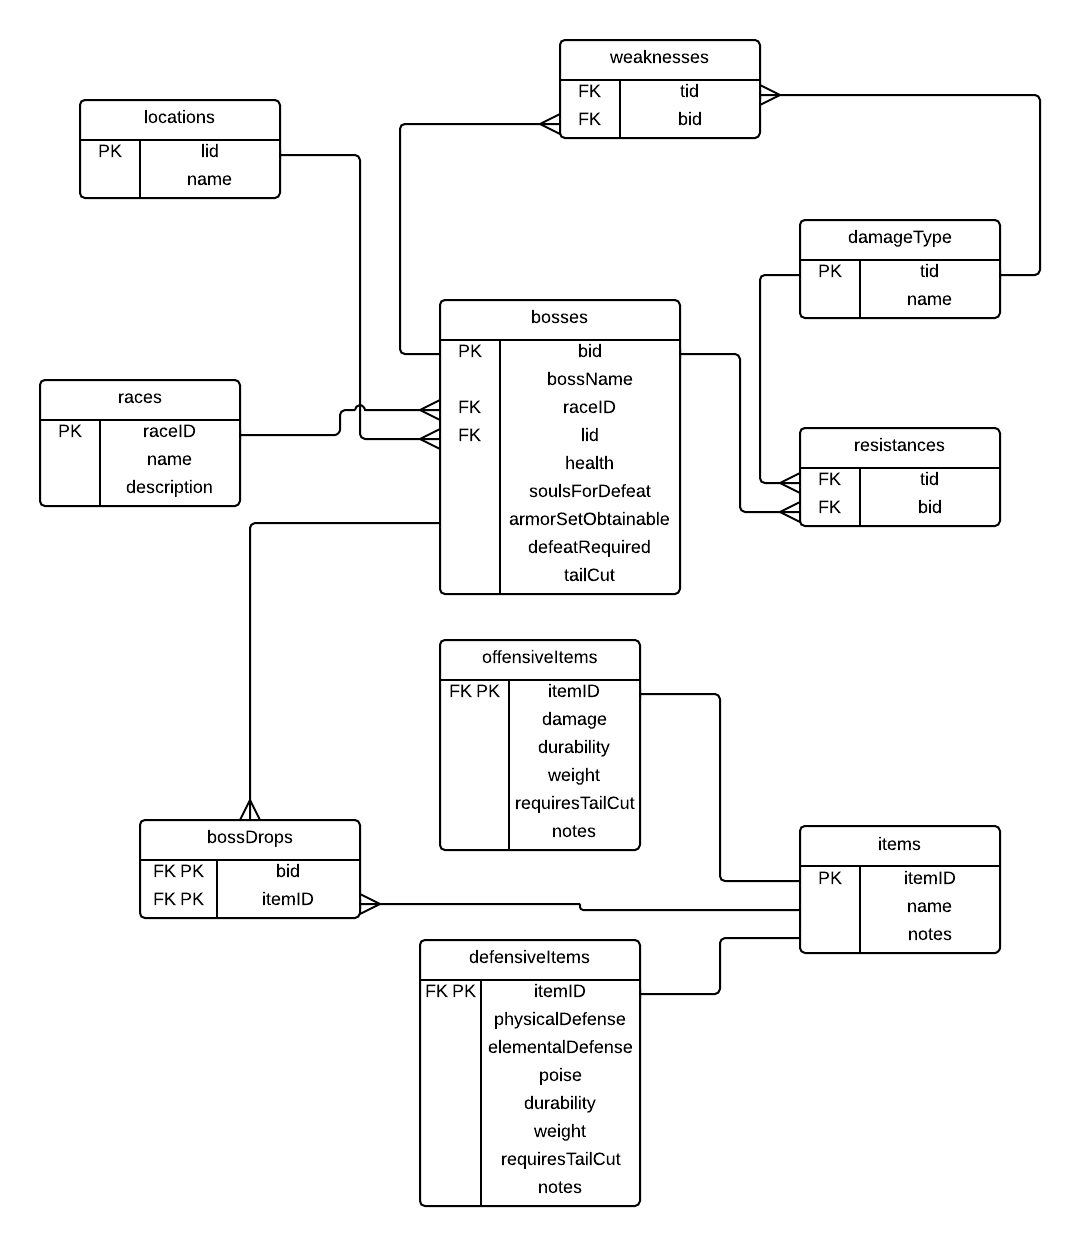 weaknesses
FK tid
FK bid
locations
PK lid
name
damageType
PK tid
name
bosses
PK bid
bossName
FK raceID
FK lid
health
soulsForDefeat
armorSetObtainable
defeatRequired
tailCut
races
PK raceID
name
description
resistances
FK tid
FK bid
offensiveItems
FK PK itemID
damage
durability
weight
requiresTailCut
notes
bossDrops
FK PK bid
FK PK itemID
items
PK itemID
name
notes
defensiveItems
FK PK itemID
physicalDefense
elementalDefense
poise
durability
weight
requiresTailCut
notes